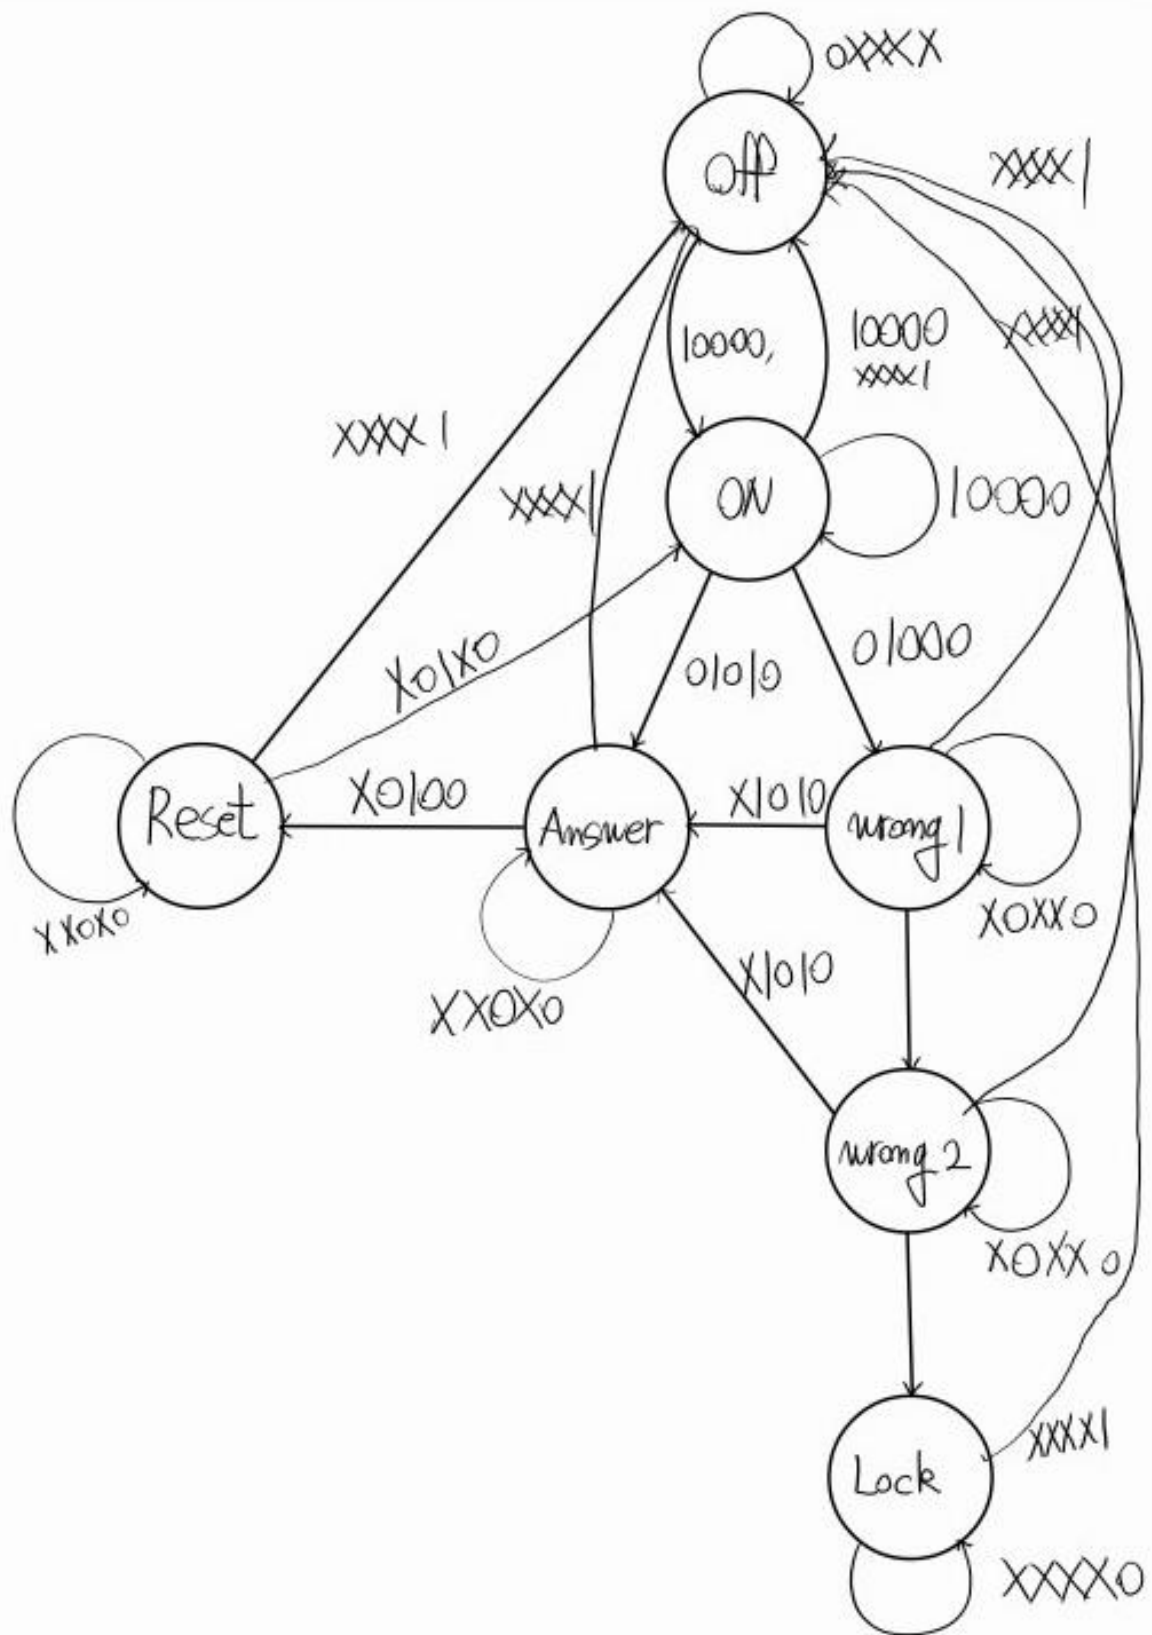 0XXXX
Off
XXXX1
10000,
10000
XXXX1
XXXX1
XXXX1
XXXX1
ON
10000
X01X0
01010
01000
Reset
X0100
Answer
X1010
wrong1
XX0X0
X0XX0
XX0X0
X1010
wrong2
X0XX0
Lock
XXXX1
XXXX0